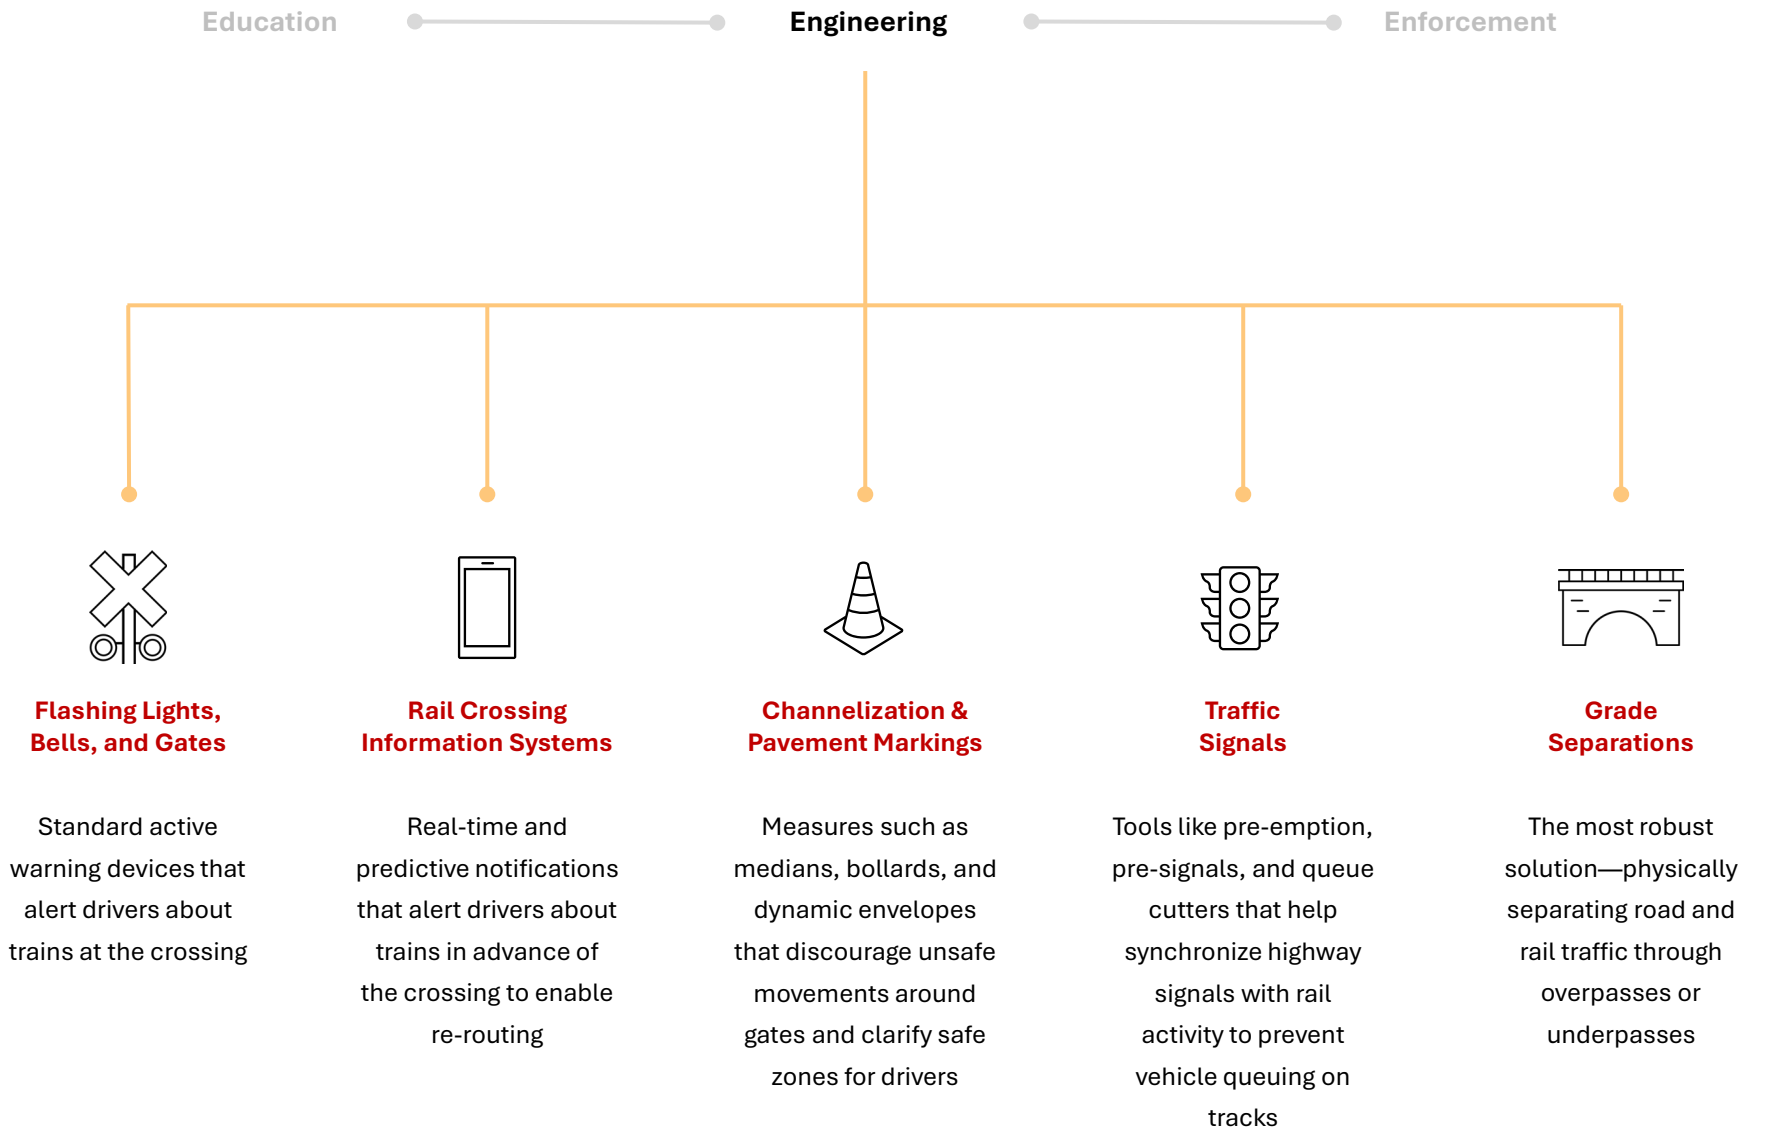 Education
Engineering
Enforcement
Flashing Lights,
Bells, and Gates
Standard active
warning devices that
alert drivers about
trains at the crossing
Rail Crossing
Information Systems
Real-time and
predictive notifications
that alert drivers about
trains in advance of
the crossing to enable
re-routing
Channelization &
Pavement Markings
Measures such as
medians, bollards, and
dynamic envelopes
that discourage unsafe
movements around
gates and clarify safe
zones for drivers
Traffic
Signals
Tools like pre-emption,
pre-signals, and queue
cutters that help
synchronize highway
signals with rail
activity to prevent
vehicle queuing on
tracks
Grade
Separations
The most robust
solution—physically
separating road and
rail traffic through
overpasses or
underpasses